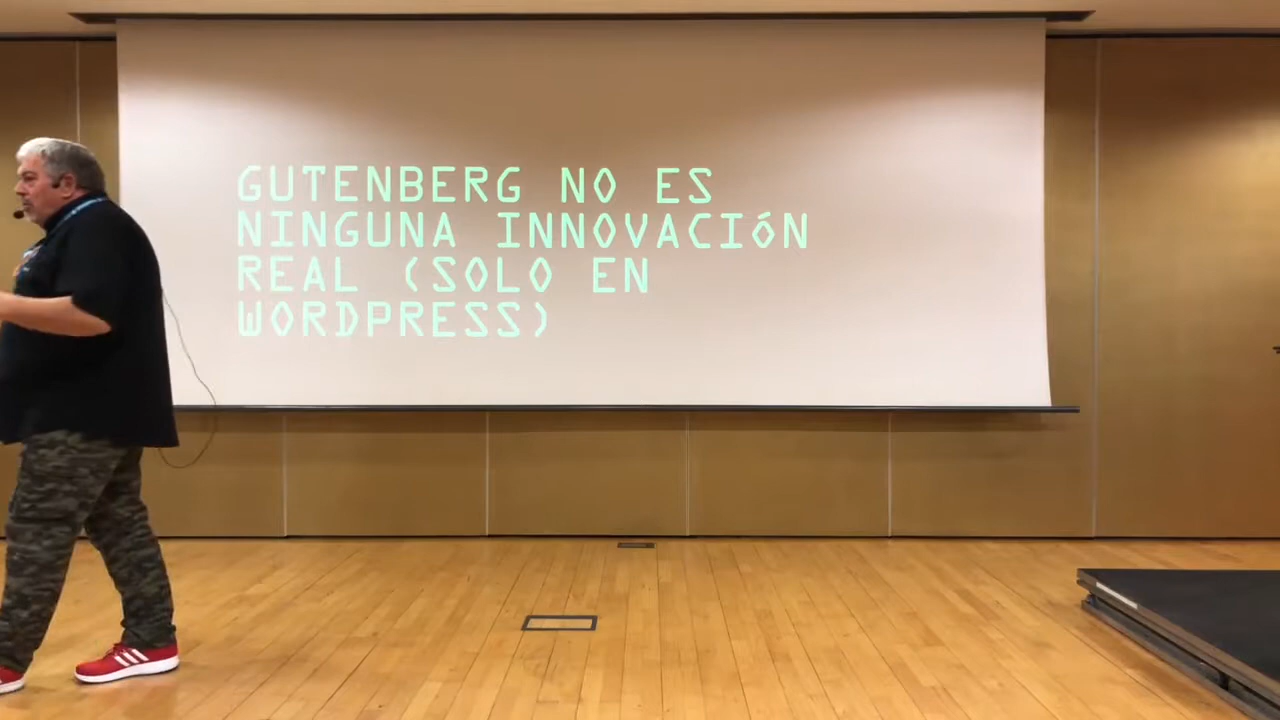 GUTENBERG NO ES
NINGUNA INNOVACIÓN
REAL (SOLO EN
WORDPRESS)